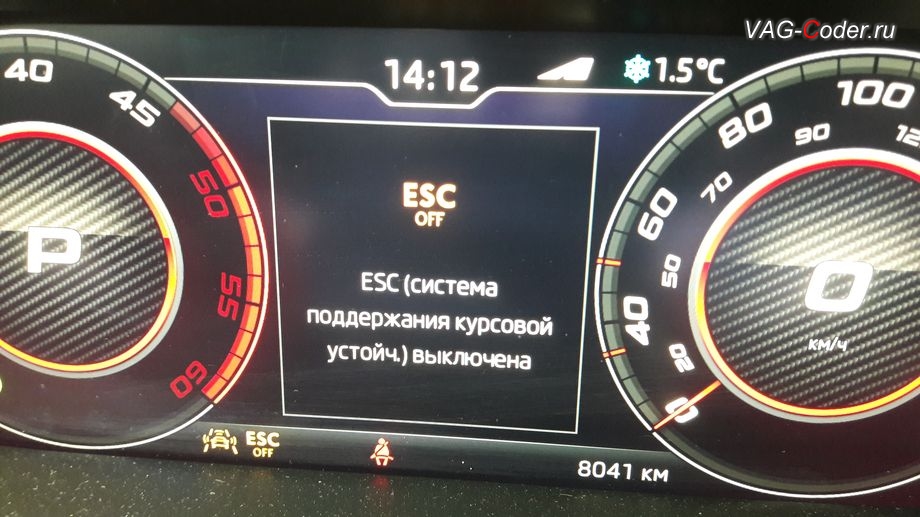 VAG-Coder.ru
14:12
1.5°C
40
45
50
55
60
P
ESC
OFF
ESC (система
поддержания курсовой
устойч.) выключена
100
80
60
40
20
0
12
90
70
50
0
км/ч
ESC
OFF
8041 км